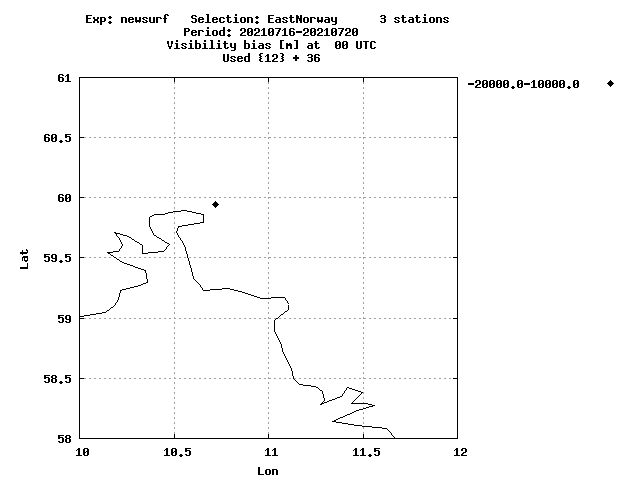 Exp: newsurf   Selection: EastNorway      3 stations
Period: 20210716-20210720
Visibility bias [m] at  00 UTC
Used {12} + 36
61
-20000.0-10000.0
60.5
60
59.5
Lat
59
58.5
58
10
10.5
11
11.5
12
Lon